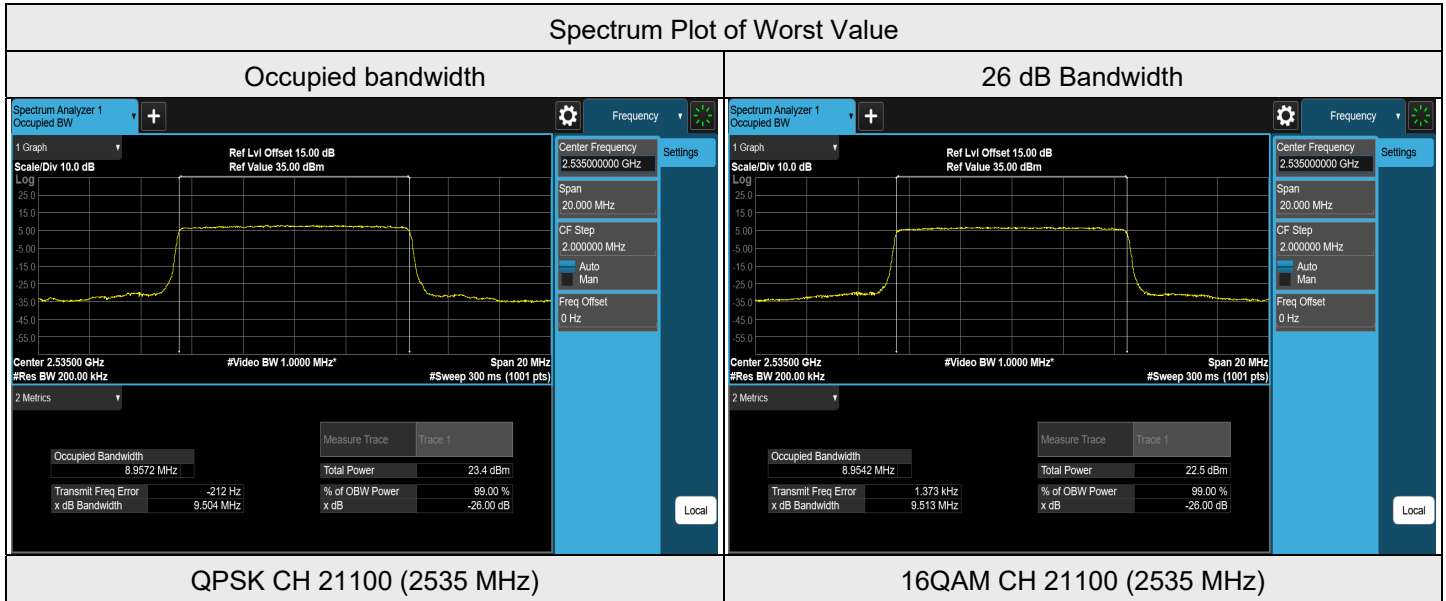 Spectrum Plot of Worst Value
Occupied bandwidth
26 dB Bandwidth
Spectrum Analyzer 1
Occupied BW
+
Frequency
1 Graph
Ref Lvl Offset 15.00 dB
Scale/Div 10.0 dB
Ref Value 35.00 dBm
Log
25.0
15.0
5.00
-5.00
-15.0
-25.0
-35.0
-45.0
-55.0
Center 2.53500 GHz
#Video BW 1.0000 MHz*
Span 20 MHz
#Res BW 200.00 kHz
#Sweep 300 ms (1001 pts)
Center Frequency
2.535000000 GHz
Settings
Span
20.000 MHz
CF Step
2.000000 MHz
Auto
Man
Freq Offset
0 Hz
Local
2 Metrics
Measure Trace Trace 1
Occupied Bandwidth
8.9572 MHz
Total Power 23.4 dBm
Transmit Freq Error -212 Hz
% of OBW Power 99.00 %
x dB Bandwidth 9.504 MHz
x dB -26.00 dB
Spectrum Analyzer 1
Occupied BW
+
Frequency
1 Graph
Ref Lvl Offset 15.00 dB
Scale/Div 10.0 dB
Ref Value 35.00 dBm
Log
25.0
15.0
5.00
-5.00
-15.0
-25.0
-35.0
-45.0
-55.0
Center 2.53500 GHz
#Video BW 1.0000 MHz*
Span 20 MHz
#Res BW 200.00 kHz
#Sweep 300 ms (1001 pts)
Center Frequency
2.535000000 GHz
Settings
Span
20.000 MHz
CF Step
2.000000 MHz
Auto
Man
Freq Offset
0 Hz
Local
2 Metrics
Measure Trace Trace 1
Occupied Bandwidth
8.9542 MHz
Total Power 22.5 dBm
Transmit Freq Error 1.373 kHz
% of OBW Power 99.00 %
x dB Bandwidth 9.513 MHz
x dB -26.00 dB
QPSK CH 21100 (2535 MHz)
16QAM CH 21100 (2535 MHz)